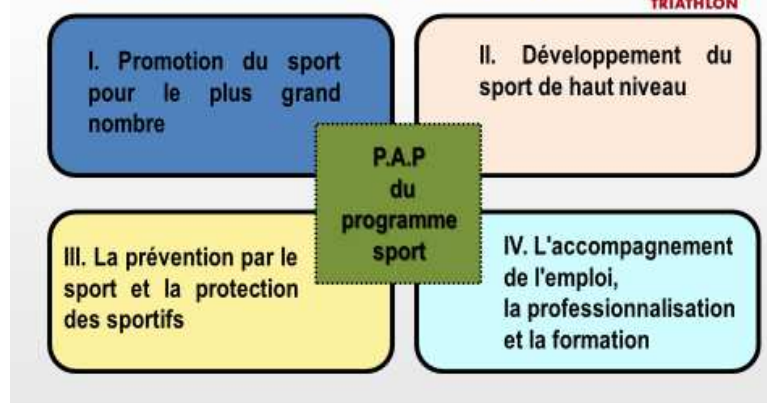 TRIATHLON
I. Promotion du sport
pour le plus grand
nombre
II. Développement du
sport de haut niveau
P.A.P
du
programme
sport
III. La prévention par le
sport et la protection
des sportifs
IV. L'accompagnement
de l'emploi,
la professionnalisation
et la formation